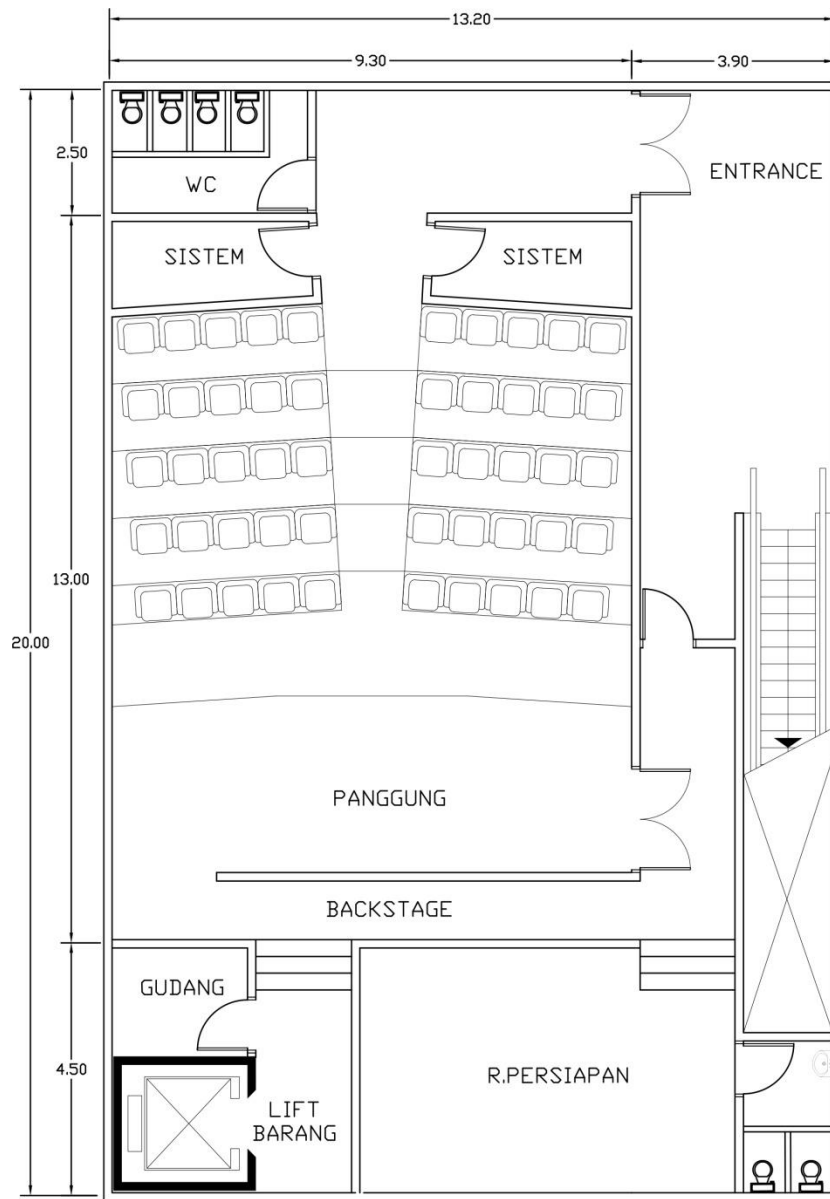 13.20
9.30
3.90
2.50
WC
ENTRANCE
SISTEM
SISTEM
13.00
20.00
PANGGUNG
BACKSTAGE
GUDANG
4.50
R.PERSIAPAN
LIFT
BARANG